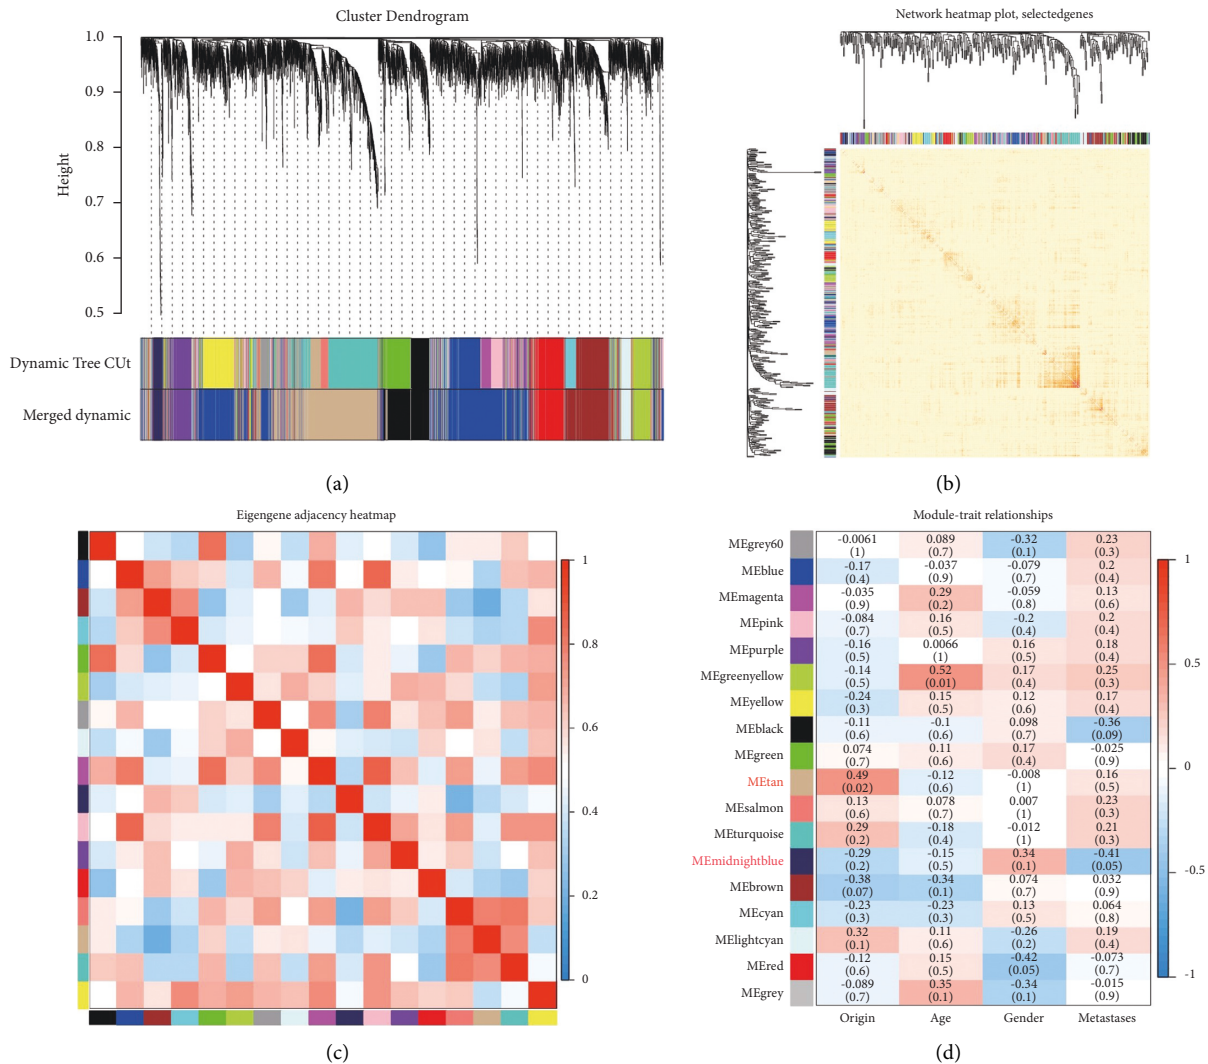 Cluster Dendrogram
1.0
0.9
0.8
0.7
0.6
0.5
Height
Dynamic Tree CUt
Merged dynamic
(a)
Network heatmap plot, selectedgenes
(b)
Eigengene adjacency heatmap
1
0.8
0.6
0.4
0.2
0
(c)
Module-trait relationships
MEgrey60 -0.0061 0.089 -0.32 0.23
(1) (0.7) (0.1) (0.3)
MEblue -0.17 -0.037 -0.079 0.2
(0.4) (0.9) (0.7) (0.4)
MEmagenta -0.035 0.29 -0.059 0.13
(0.9) (0.2) (0.8) (0.6)
MEpink -0.084 0.16 -0.2 0.2
(0.7) (0.5) (0.4) (0.4)
MEpurple -0.16 0.0066 0.16 0.18
(0.5) (1) (0.5) (0.4)
MEgreenyellow -0.14 0.52 0.17 0.25
(0.5) (0.01) (0.4) (0.3)
MEyellow -0.24 0.15 0.12 0.17
(0.3) (0.5) (0.6) (0.4)
MEblack -0.11 -0.1 0.098 -0.36
(0.6) (0.6) (0.7) (0.09)
MEgreen 0.074 0.11 0.17 -0.025
(0.7) (0.6) (0.4) (0.9)
MEtan 0.49 -0.12 -0.008 0.16
(0.02) (0.6) (1) (0.5)
MEsalmon 0.13 0.078 0.007 0.23
(0.6) (0.7) (1) (0.3)
MEturquoise 0.29 -0.18 -0.012 0.21
(0.2) (0.4) (1) (0.3)
MEmidnightblue -0.29 -0.15 0.34 -0.41
(0.2) (0.5) (0.1) (0.05)
MEbrown -0.38 -0.34 0.074 0.032
(0.07) (0.1) (0.7) (0.9)
MEcyan -0.23 -0.23 0.13 0.064
(0.3) (0.3) (0.5) (0.8)
MElightcyan 0.32 0.11 -0.26 0.19
(0.1) (0.6) (0.2) (0.4)
MEred -0.12 0.15 -0.42 -0.073
(0.6) (0.5) (0.05) (0.7)
MEgrey -0.089 0.35 -0.34 -0.015
(0.7) (0.1) (0.1) (0.9)
Origin Age Gender Metastases
1
0.5
0
-0.5
-1
(d)